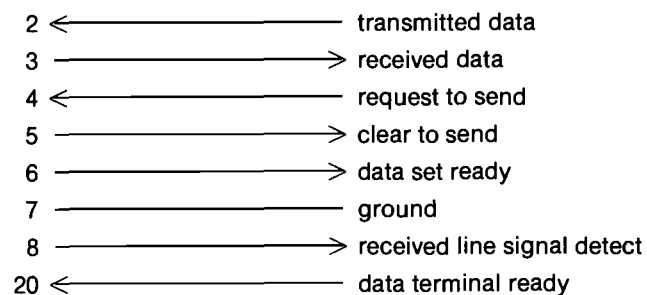 2 transmitted data
3 received data
4 request to send
5 clear to send
6 data set ready
7 ground
8 received line signal detect
20 data terminal ready